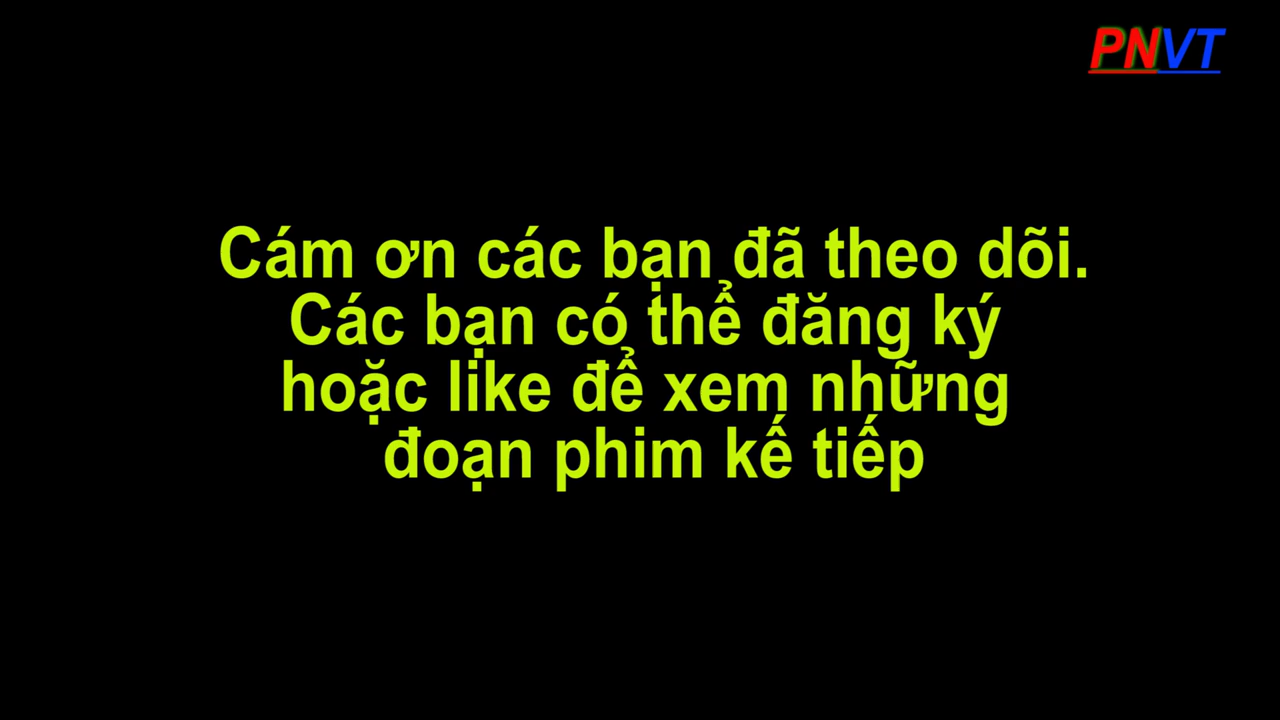 PNVT
Cám ơn các bạn đã theo dõi.
Các bạn có thể đăng ký
hoặc like để xem những
đoạn phim kế tiếp